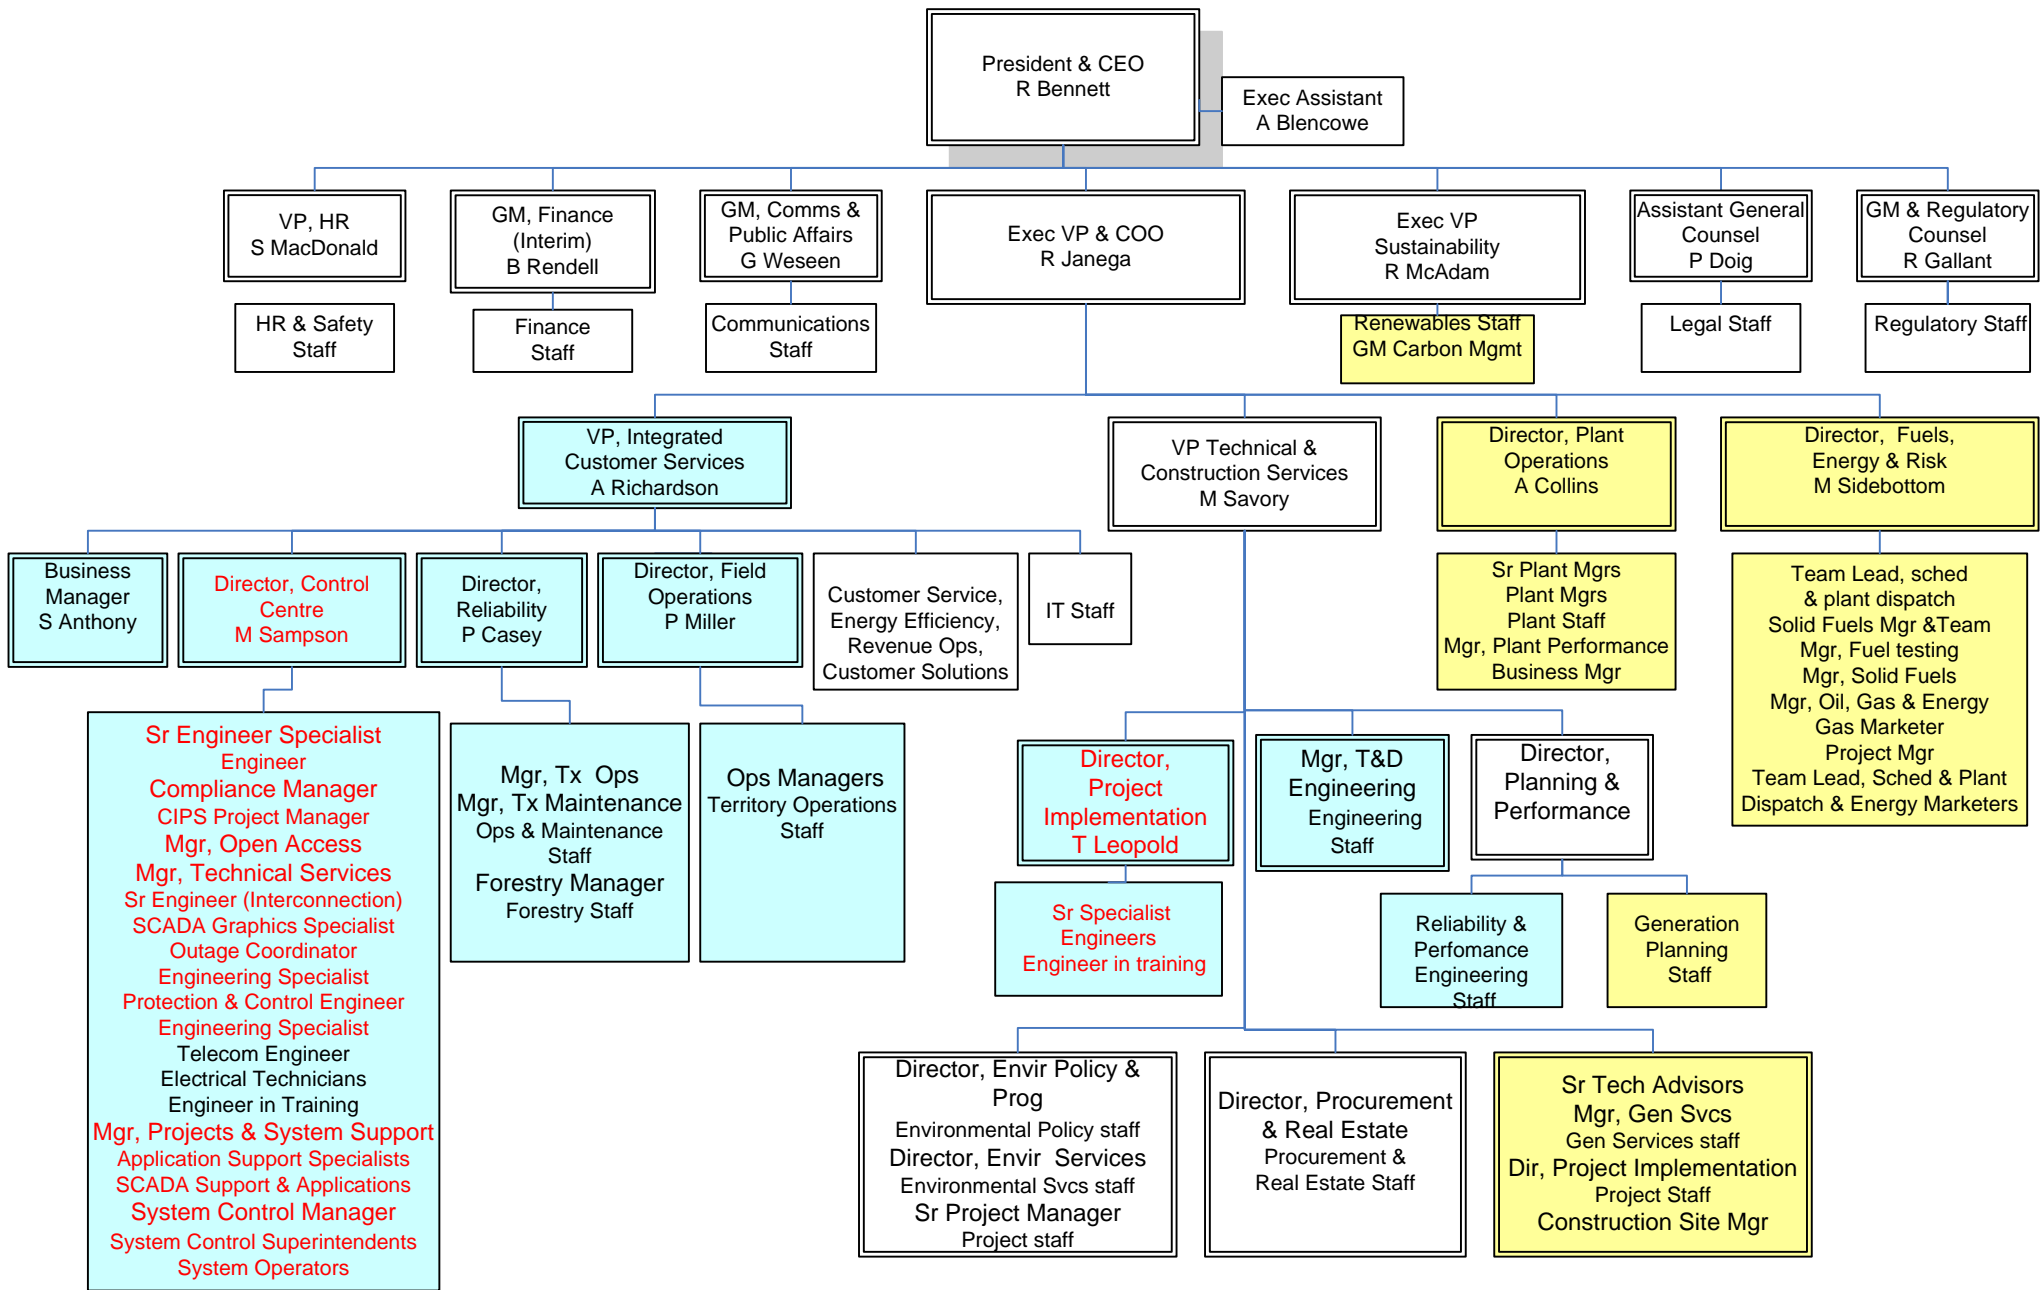 President & CEO
R Bennett
Exec Assistant
A Blencowe
VP, HR
S MacDonald
GM, Finance
(Interim)
B Rendell
GM, Comms &
Public Affairs
G Weseen
Exec VP & COO
R Janega
Exec VP
Sustainability
R McAdam
Assistant General
Counsel
P Doig
GM & Regulatory
Counsel
R Gallant
HR & Safety
Staff
Finance
Staff
Communications
Staff
Renewables Staff
GM Carbon Mgmt
Legal Staff
Regulatory Staff
VP, Integrated
Customer Services
A Richardson
VP Technical &
Construction Services
M Savory
Director, Plant
Operations
A Collins
Director, Fuels,
Energy & Risk
M Sidebottom
Business
Manager
S Anthony
Director, Control
Centre
M Sampson
Director,
Reliability
P Casey
Director, Field
Operations
P Miller
Customer Service,
Energy Efficiency,
Revenue Ops,
Customer Solutions
IT Staff
Sr Plant Mgrs
Plant Mgrs
Plant Staff
Mgr, Plant Performance
Business Mgr
Team Lead, sched
& plant dispatch
Solid Fuels Mgr &Team
Mgr, Fuel testing
Mgr, Solid Fuels
Mgr, Oil, Gas & Energy
Gas Marketer
Project Mgr
Team Lead, Sched & Plant
Dispatch & Energy Marketers
Sr Engineer Specialist
Engineer
Compliance Manager
CIPS Project Manager
Mgr, Open Access
Mgr, Technical Services
Sr Engineer (Interconnection)
SCADA Graphics Specialist
Outage Coordinator
Engineering Specialist
Protection & Control Engineer
Engineering Specialist
Telecom Engineer
Electrical Technicians
Engineer in Training
Mgr, Projects & System Support
Application Support Specialists
SCADA Support & Applications
System Control Manager
System Control Superintendents
System Operators
Mgr, Tx Ops
Mgr, Tx Maintenance
Ops & Maintenance
Staff
Forestry Manager
Forestry Staff
Ops Managers
Territory Operations
Staff
Director,
Project
Implementation
T Leopold
Mgr, T&D
Engineering
Engineering
Staff
Director,
Planning &
Performance
Sr Specialist
Engineers
Engineer in training
Reliability &
Perfomance
Engineering
Staff
Generation
Planning
Staff
Director, Envir Policy &
Prog
Environmental Policy staff
Director, Envir Services
Environmental Svcs staff
Sr Project Manager
Project staff
Director, Procurement
& Real Estate
Procurement &
Real Estate Staff
Sr Tech Advisors
Mgr, Gen Svcs
Gen Services staff
Dir, Project Implementation
Project Staff
Construction Site Mgr